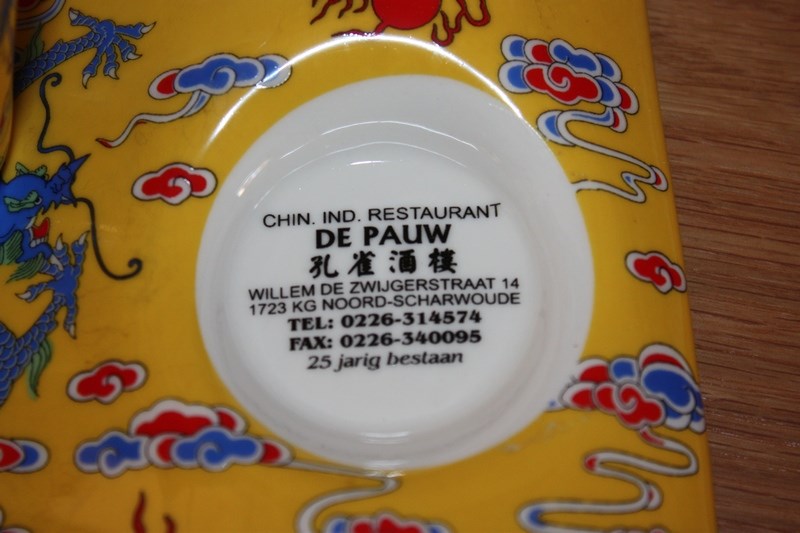 CHIN. IND. RESTAURANT
DE PAUW
孔雀酒樓
WILLEM DE ZWIJGERSTRAAT 14
1723 KG NOORD-SCHARWOUDE
TEL: 0226-314574
FAX: 0226-340095
25 jarig bestaan